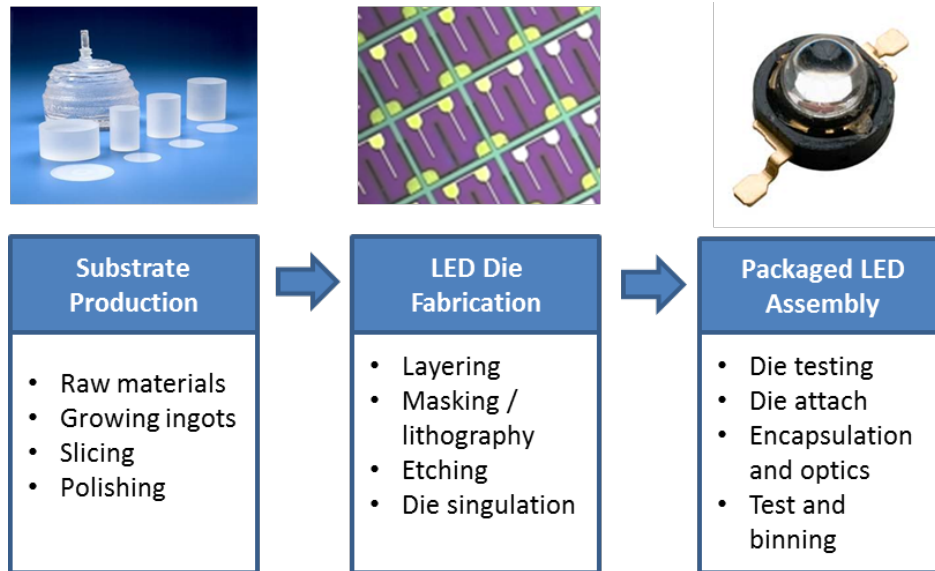 Substrate
Production
• Raw materials
• Growing ingots
• Slicing
• Polishing
LED Die
Fabrication
• Layering
• Masking /
lithography
• Etching
• Die singulation
Packaged LED
Assembly
• Die testing
• Die attach
• Encapsulation
and optics
• Test and
binning